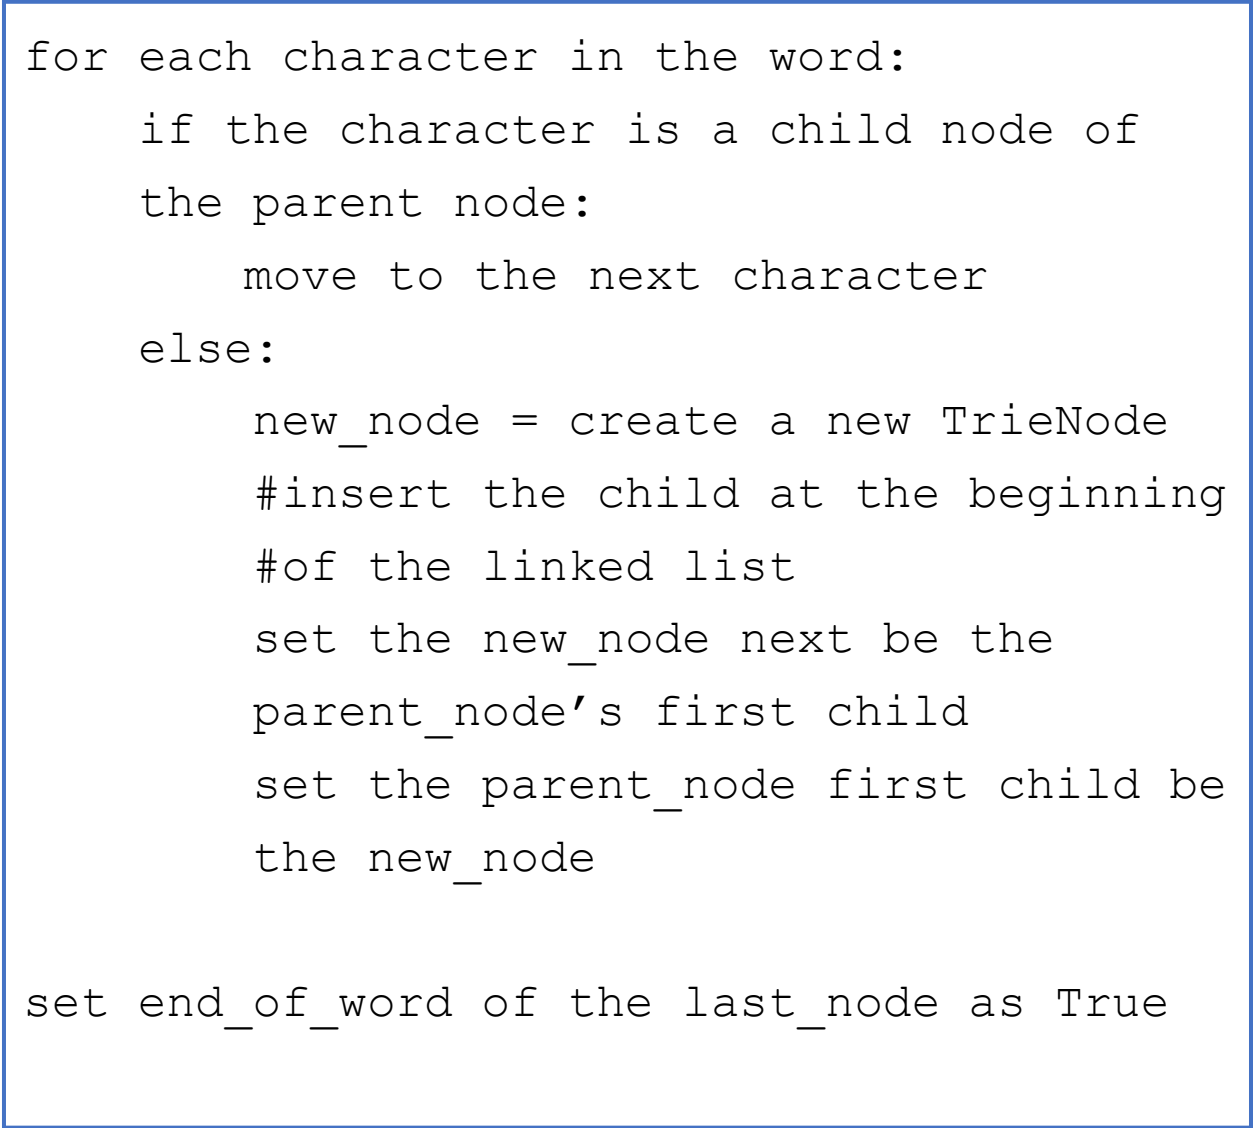 for each character in the word:
    if the character is a child node of
    the parent node:
        move to the next character
    else:
        new_node = create a new TrieNode
        #insert the child at the beginning
        #of the linked list
        set the new_node next be the
        parent_node’s first child
        set the parent_node first child be
        the new_node
set end_of_word of the last_node as True